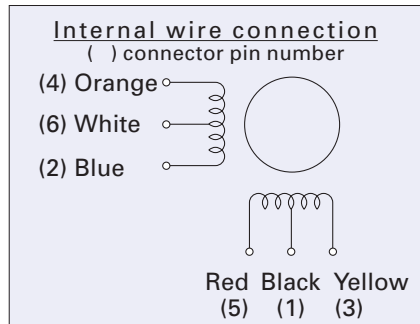 Internal wire connection
( ) connector pin number
(4) Orange
(6) White
(2) Blue
Red Black Yellow
(5) (1) (3)